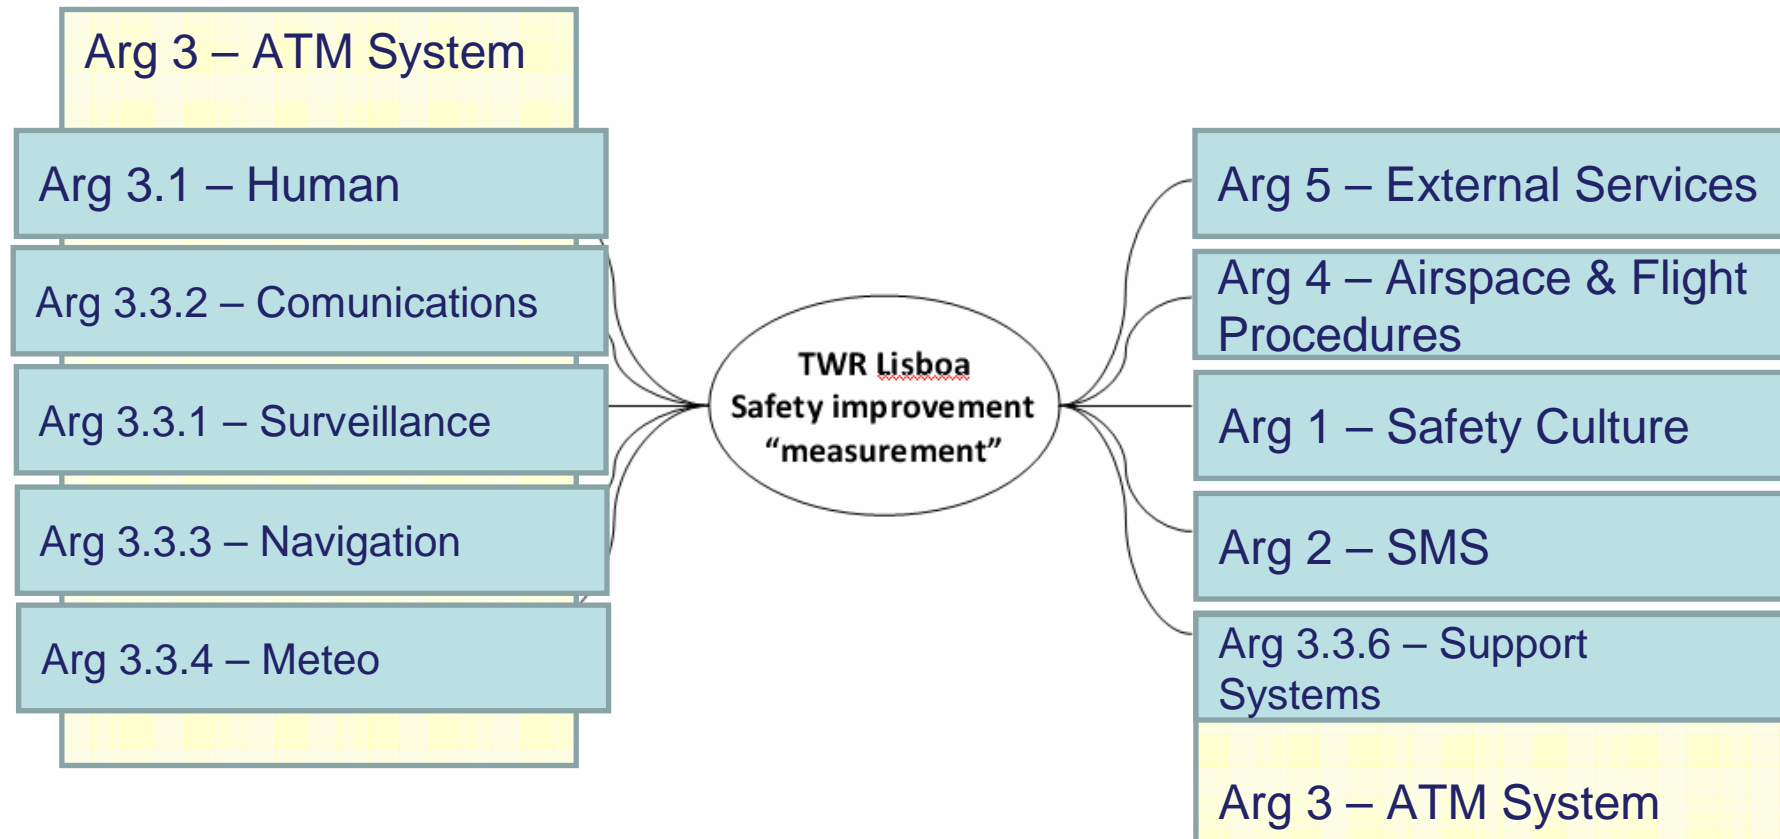 Arg 3 – ATM System
Arg 3.1 – Human
Arg 3.3.2 – Comunications
Arg 3.3.1 – Surveillance
Arg 3.3.3 – Navigation
Arg 3.3.4 – Meteo
TWR Lisboa
Safety improvement
“measurement”
Arg 5 – External Services
Arg 4 – Airspace & Flight
Procedures
Arg 1 – Safety Culture
Arg 2 – SMS
Arg 3.3.6 – Support
Systems
Arg 3 – ATM System